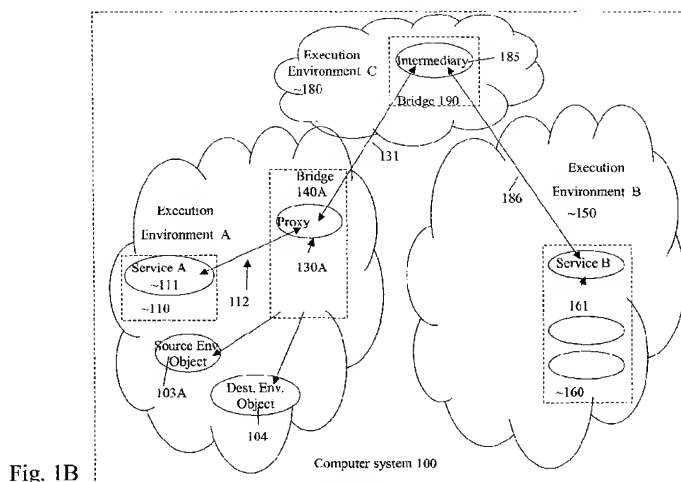 Execution
Environment C
~180
Intermediary
185
Bridge 190
131
186
Bridge
140A
Execution
Environment A
Proxy
130A
Service A
~111
~110
112
Source Env.
Object
103A
Dest. Env.
Object
104
Execution
Environment B
~150
Service B
161
~160
Computer system 100
Fig. 1B